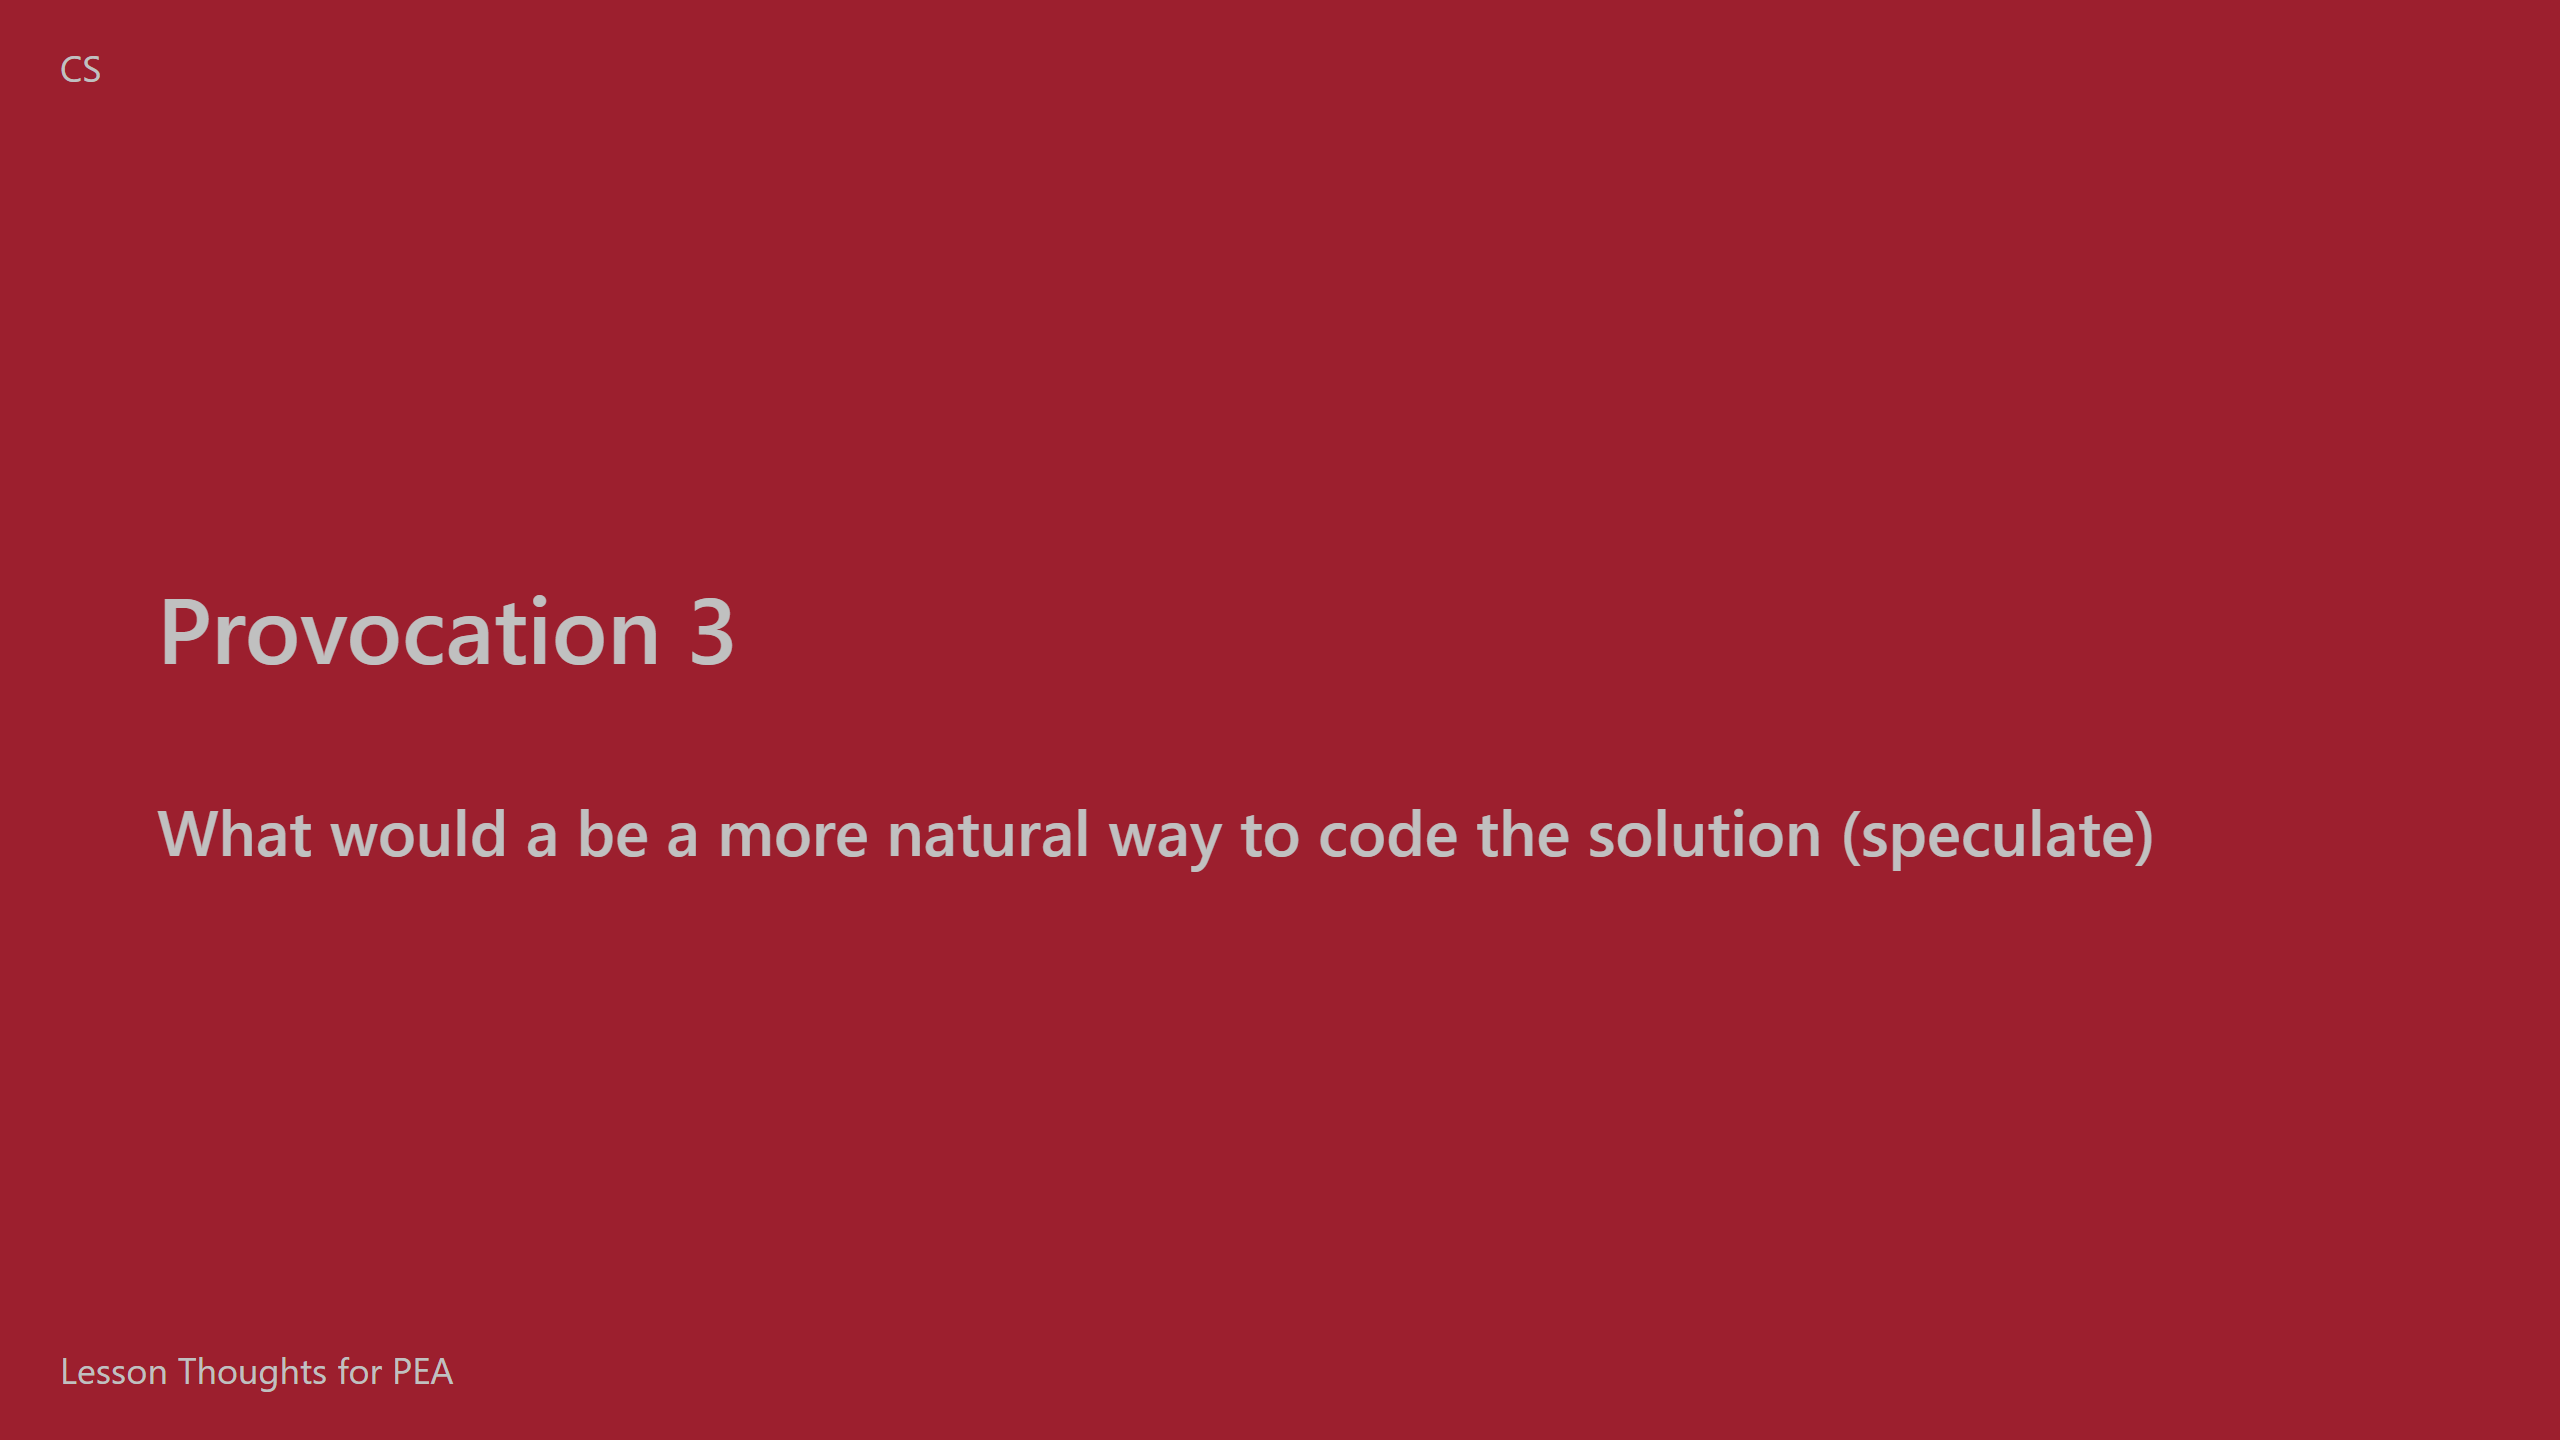 CS
Provocation 3
What would a be a more natural way to code the solution (speculate)
Lesson Thoughts for PEA